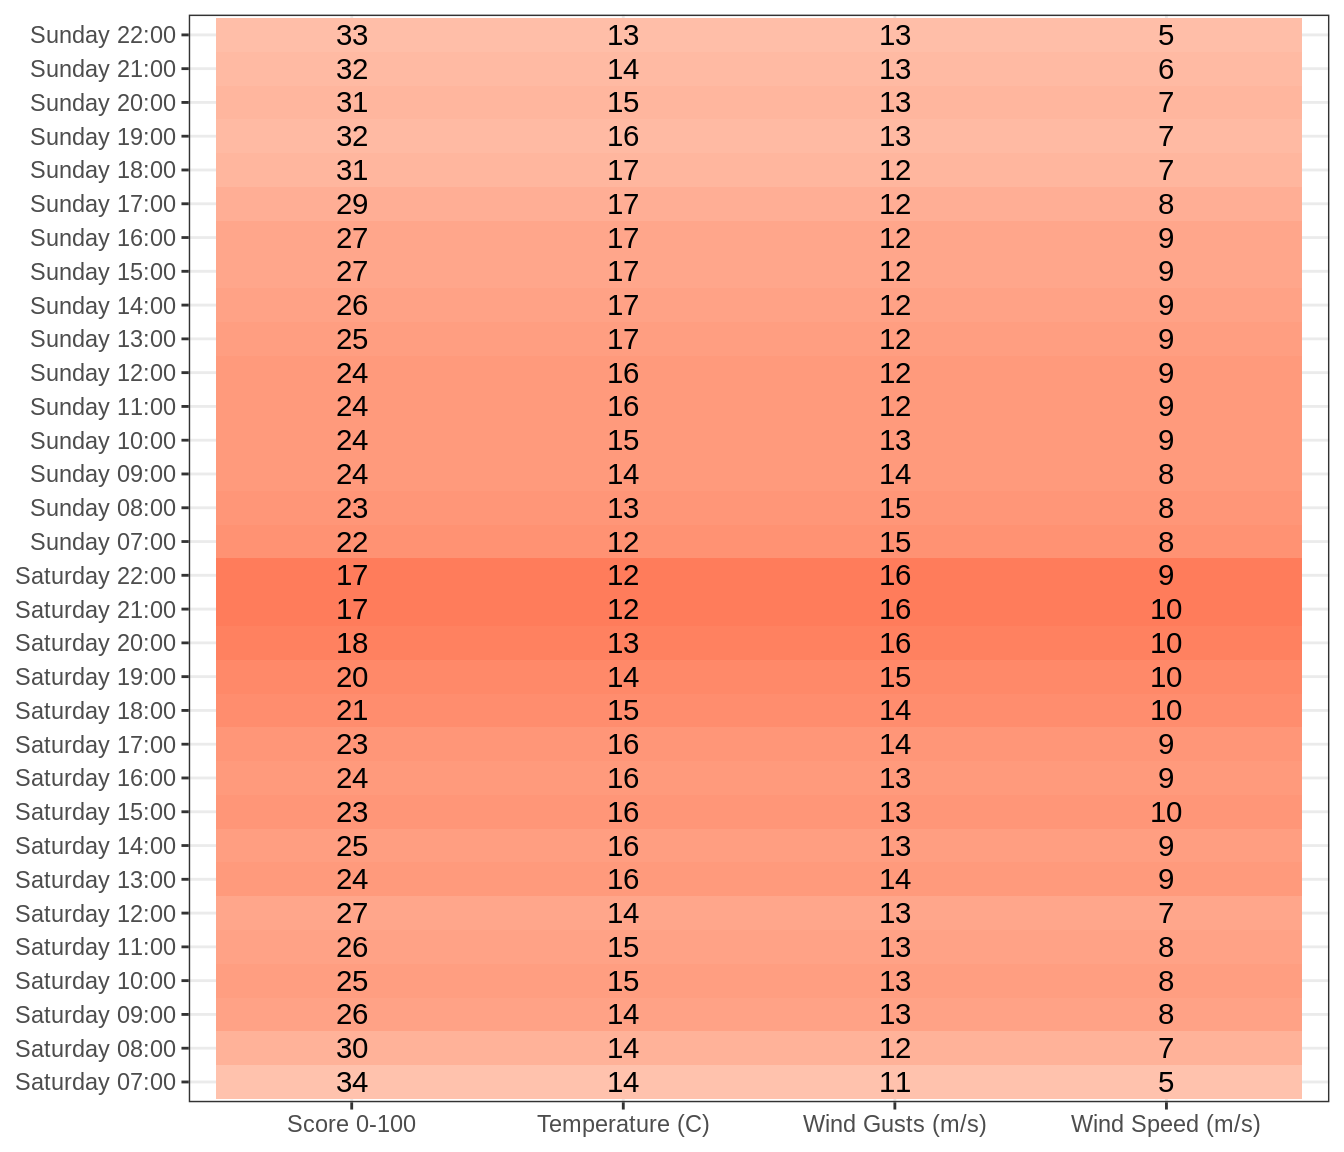 Sunday 22:00 33 13 13 5
Sunday 21:00 32 14 13 6
Sunday 20:00 31 15 13 7
Sunday 19:00 32 16 13 7
Sunday 18:00 31 17 12 7
Sunday 17:00 29 17 12 8
Sunday 16:00 27 17 12 9
Sunday 15:00 27 17 12 9
Sunday 14:00 26 17 12 9
Sunday 13:00 25 17 12 9
Sunday 12:00 24 16 12 9
Sunday 11:00 24 16 12 9
Sunday 10:00 24 15 13 9
Sunday 09:00 24 14 14 8
Sunday 08:00 23 13 15 8
Sunday 07:00 22 12 15 8
Saturday 22:00 17 12 16 9
Saturday 21:00 17 12 16 10
Saturday 20:00 18 13 16 10
Saturday 19:00 20 14 15 10
Saturday 18:00 21 15 14 10
Saturday 17:00 23 16 14 9
Saturday 16:00 24 16 13 9
Saturday 15:00 23 16 13 10
Saturday 14:00 25 16 13 9
Saturday 13:00 24 16 14 9
Saturday 12:00 27 14 13 7
Saturday 11:00 26 15 13 8
Saturday 10:00 25 15 13 8
Saturday 09:00 26 14 13 8
Saturday 08:00 30 14 12 7
Saturday 07:00 34 14 11 5
Score 0-100 Temperature (C) Wind Gusts (m/s) Wind Speed (m/s)